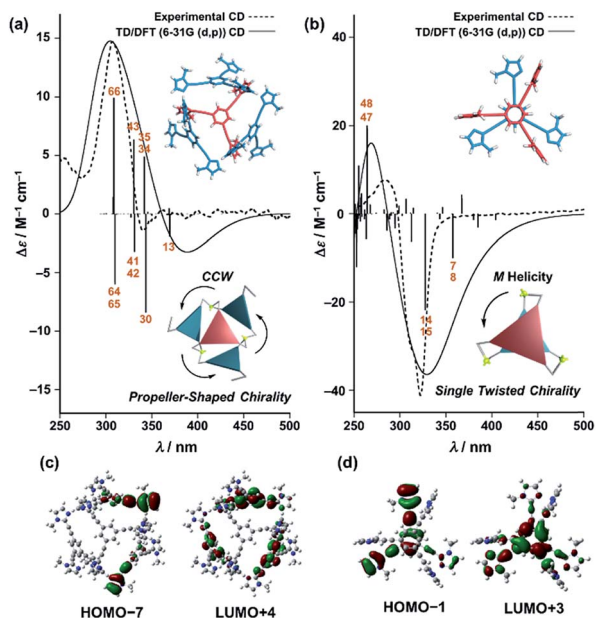 (a)
Experimental CD
TD/DFT (6-31G (d,p)) CD
15
10
5
0
−5
−10
−15
Δε / M⁻¹ cm⁻¹
66
43
35
34
13
41
42
64
65
30
CCW
Propeller-Shaped Chirality
250 300 350 400 450 500
λ / nm
(b)
Experimental CD
TD/DFT (6-31G (d,p)) CD
40
20
0
−20
−40
Δε / M⁻¹ cm⁻¹
48
47
7
8
14
15
M Helicity
Single Twisted Chirality
250 300 350 400 450 500
λ / nm
(c)
HOMO−7 LUMO+4
(d)
HOMO−1 LUMO+3